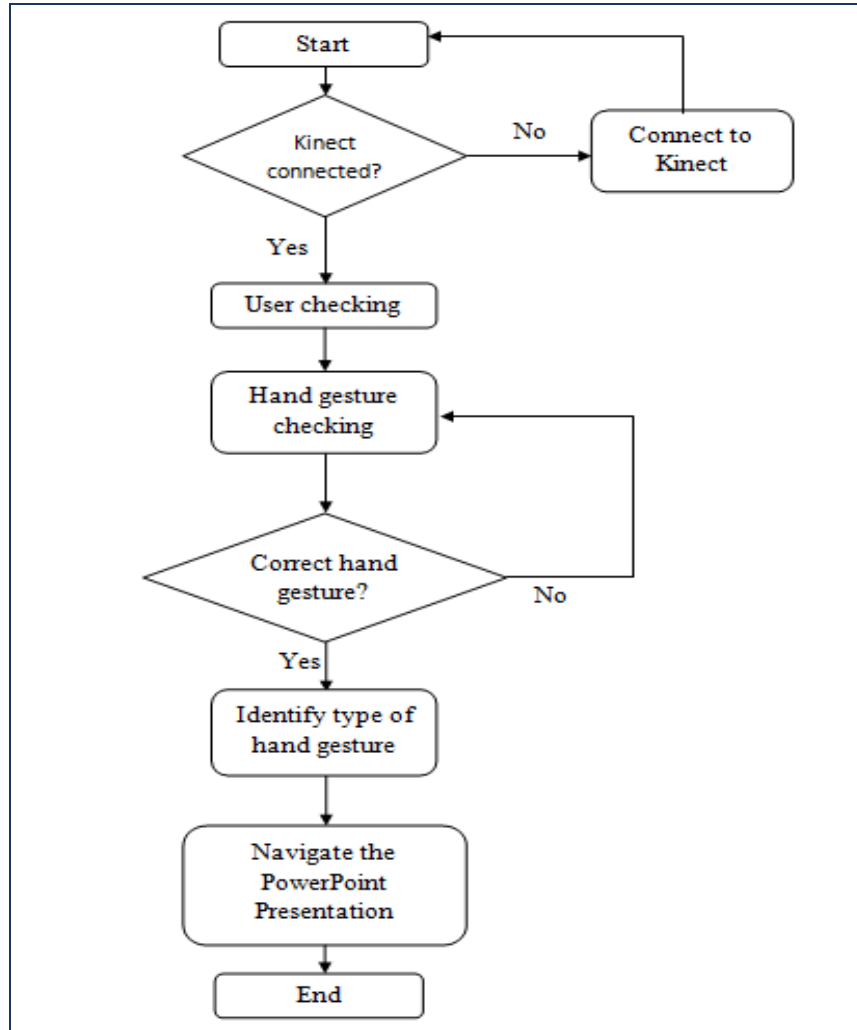 Start
Kinect
connected?
No
Connect to
Kinect
Yes
User checking
Hand gesture
checking
Correct hand
gesture?
No
Yes
Identify type of
hand gesture
Navigate the
PowerPoint
Presentation
End